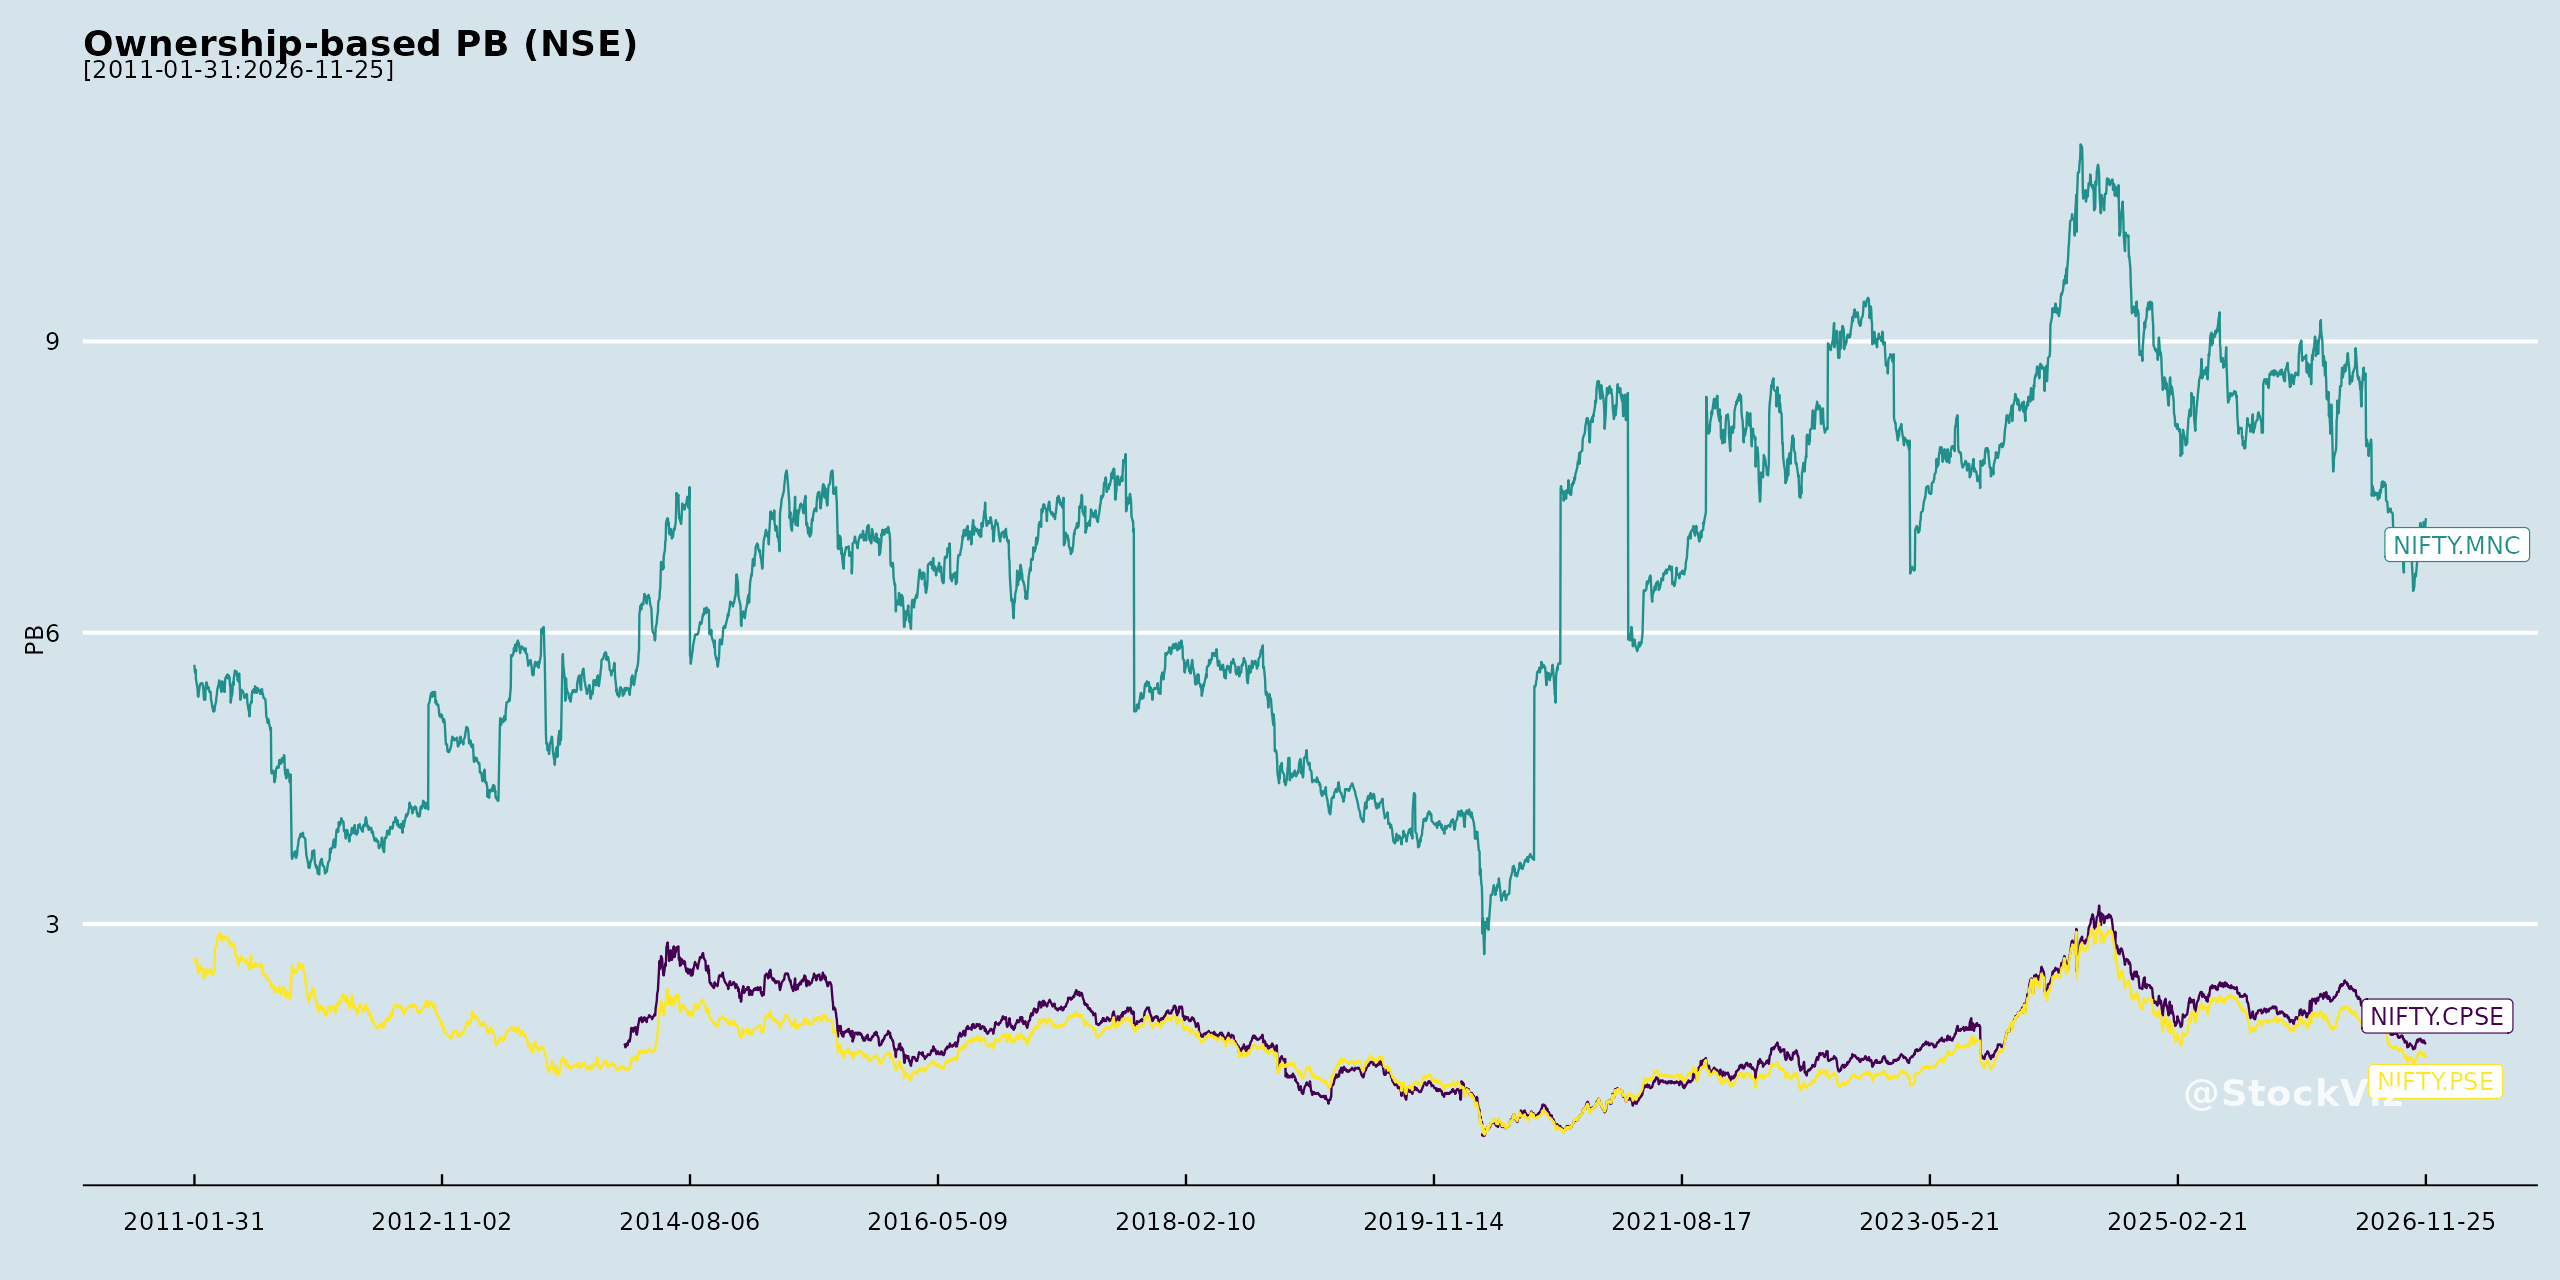 Ownership-based PB (NSE)
[2011-01-31:2026-11-25]
9
PB
6
3
NIFTY.MNC
NIFTY.CPSE
NIFTY.PSE
@StockViz
2011-01-31
2012-11-02
2014-08-06
2016-05-09
2018-02-10
2019-11-14
2021-08-17
2023-05-21
2025-02-21
2026-11-25